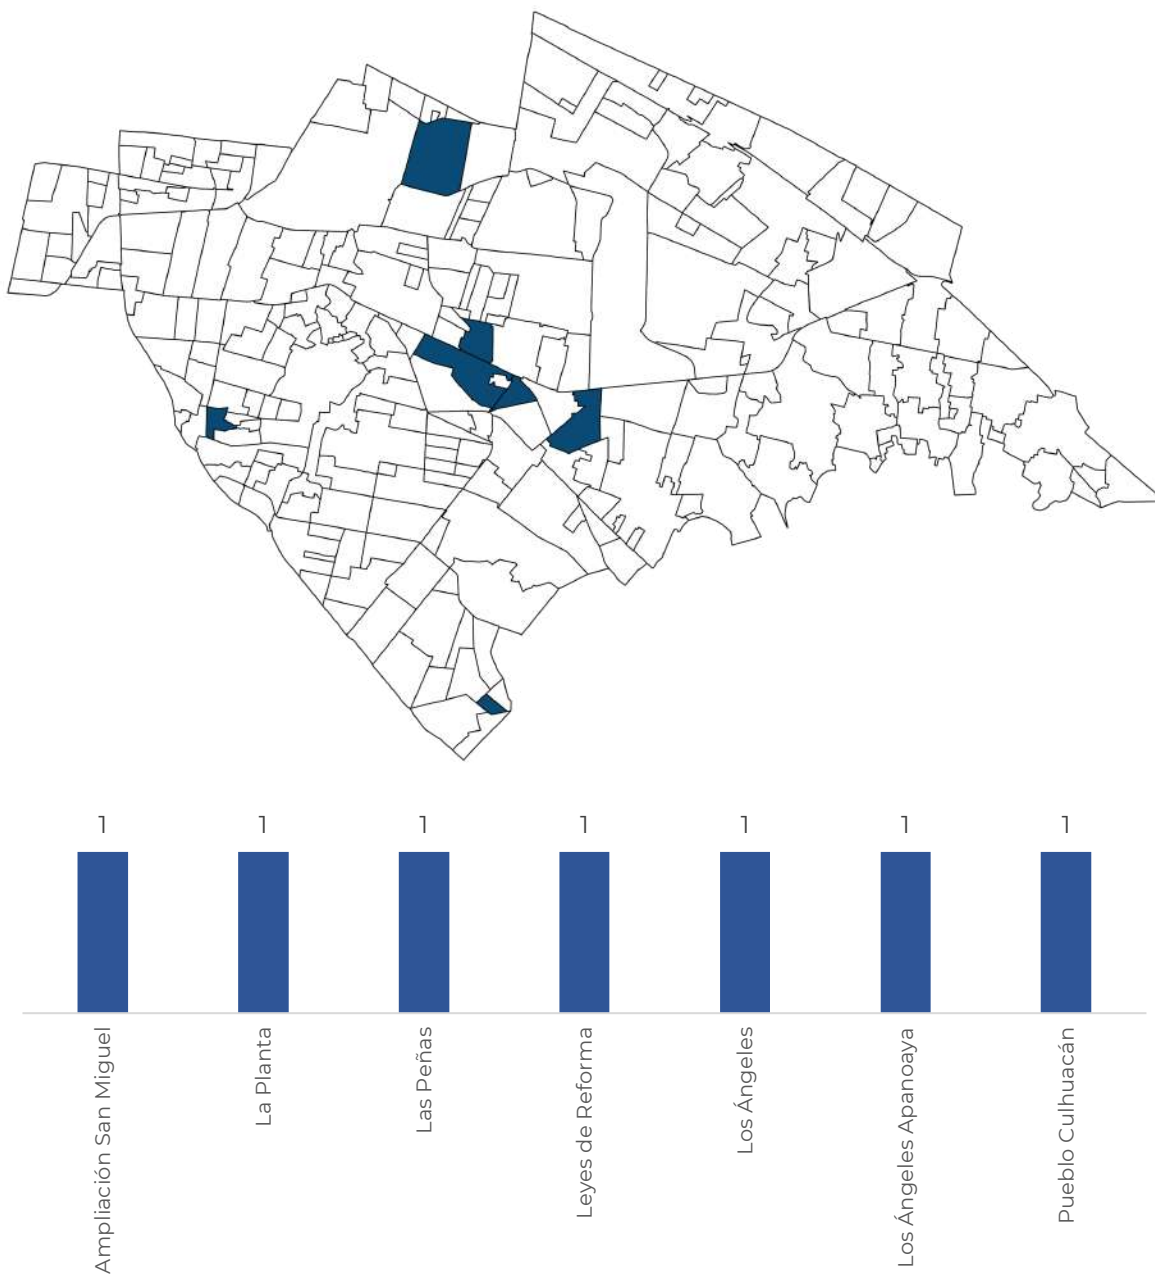 1 1 1 1 1 1 1
Ampliación San Miguel
La Planta
Las Peñas
Leyes de Reforma
Los Ángeles
Los Ángeles Apanoaya
Pueblo Culhuacán